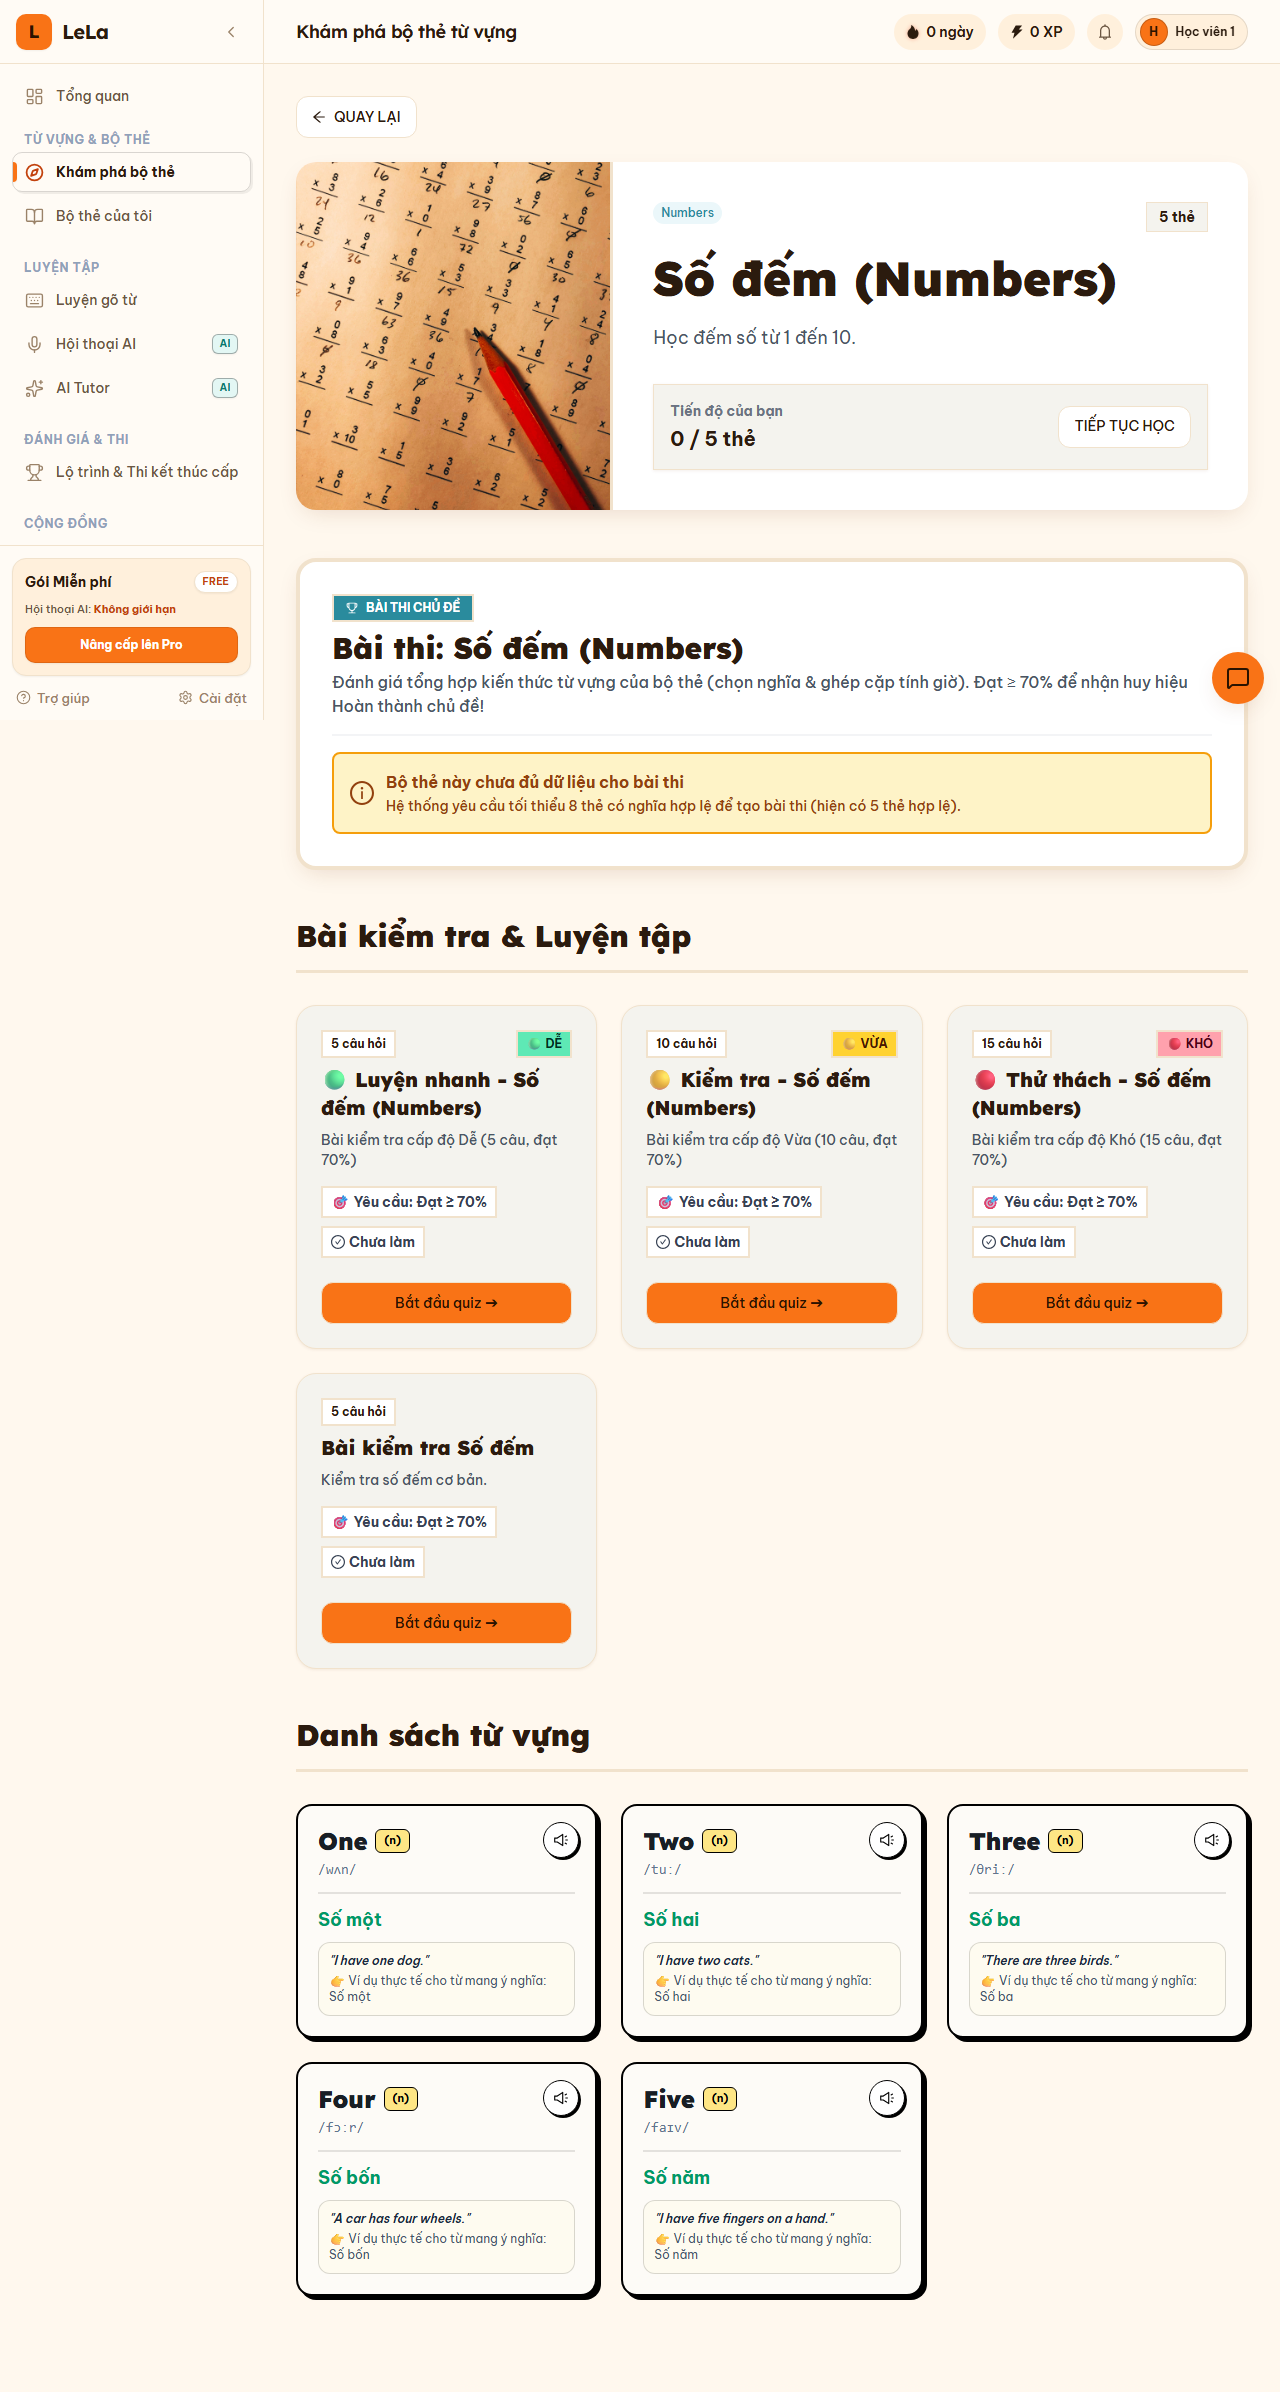 L LeLa
Khám phá bộ thẻ từ vựng
0 ngày
0 XP
H Học viên 1
Tổng quan
TỪ VỰNG & BỘ THẺ
Khám phá bộ thẻ
Bộ thẻ của tôi
LUYỆN TẬP
Luyện gõ từ
Hội thoại AI AI
AI Tutor AI
ĐÁNH GIÁ & THI
Lộ trình & Thi kết thúc cấp
CỘNG ĐỒNG
Gói Miễn phí FREE
Hội thoại AI: Không giới hạn
Nâng cấp lên Pro
Trợ giúp Cài đặt
← QUAY LẠI
Numbers
5 thẻ
Số đếm (Numbers)
Học đếm số từ 1 đến 10.
Tiến độ của bạn
0 / 5 thẻ
TIẾP TỤC HỌC
BÀI THI CHỦ ĐỀ
Bài thi: Số đếm (Numbers)
Đánh giá tổng hợp kiến thức từ vựng của bộ thẻ (chọn nghĩa & ghép cặp tính giờ). Đạt ≥ 70% để nhận huy hiệu
Hoàn thành chủ đề!
Bộ thẻ này chưa đủ dữ liệu cho bài thi
Hệ thống yêu cầu tối thiểu 8 thẻ có nghĩa hợp lệ để tạo bài thi (hiện có 5 thẻ hợp lệ).
Bài kiểm tra & Luyện tập
5 câu hỏi DỄ
Luyện nhanh - Số
đếm (Numbers)
Bài kiểm tra cấp độ Dễ (5 câu, đạt
70%)
Yêu cầu: Đạt ≥ 70%
Chưa làm
Bắt đầu quiz →
10 câu hỏi VỪA
Kiểm tra - Số đếm
(Numbers)
Bài kiểm tra cấp độ Vừa (10 câu, đạt
70%)
Yêu cầu: Đạt ≥ 70%
Chưa làm
Bắt đầu quiz →
15 câu hỏi KHÓ
Thử thách - Số đếm
(Numbers)
Bài kiểm tra cấp độ Khó (15 câu, đạt
70%)
Yêu cầu: Đạt ≥ 70%
Chưa làm
Bắt đầu quiz →
5 câu hỏi
Bài kiểm tra Số đếm
Kiểm tra số đếm cơ bản.
Yêu cầu: Đạt ≥ 70%
Chưa làm
Bắt đầu quiz →
Danh sách từ vựng
One (n)
/wʌn/
Số một
"I have one dog."
👉 Ví dụ thực tế cho từ mang ý nghĩa:
Số một
Two (n)
/tuː/
Số hai
"I have two cats."
👉 Ví dụ thực tế cho từ mang ý nghĩa:
Số hai
Three (n)
/θriː/
Số ba
"There are three birds."
👉 Ví dụ thực tế cho từ mang ý nghĩa:
Số ba
Four (n)
/fɔːr/
Số bốn
"A car has four wheels."
👉 Ví dụ thực tế cho từ mang ý nghĩa:
Số bốn
Five (n)
/faɪv/
Số năm
"I have five fingers on a hand."
👉 Ví dụ thực tế cho từ mang ý nghĩa:
Số năm